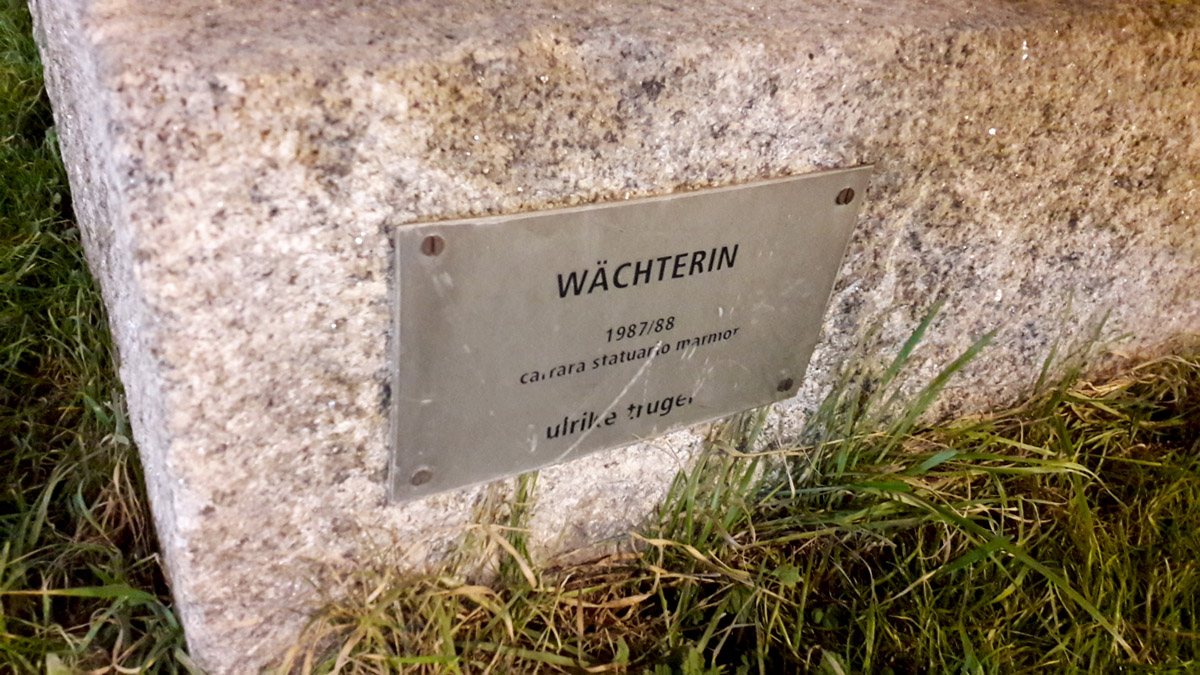 WÄCHTERIN
1987/88
carrara statuario marmor
ulrike truger